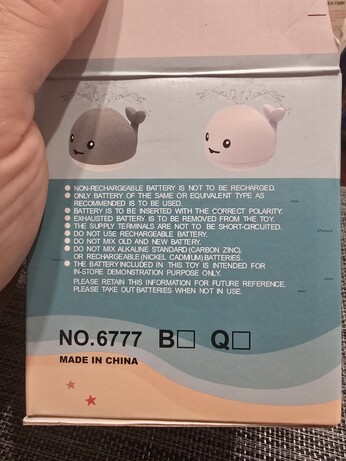 NON-RECHARGEABLE BATTERY IS NOT TO BE RECHARGED.
ONLY BATTERY OF THE SAME OR EQUIVALENT TYPE AS
RECOMMENDED IS TO BE USED.
BATTERY IS TO BE INSERTED WITH THE CORRECT POLARITY.
EXHAUSTED BATTERY IS TO BE REMOVED FROM THE TOY.
THE SUPPLY TERMINALS ARE NOT TO BE SHORT-CIRCUITED.
DO NOT USE RECHARGEABLE BATTERY.
DO NOT MIX OLD AND NEW BATTERY.
DO NOT MIX ALKALINE STANDARD (CARBON ZINC),
OR RECHARGEABLE (NICKEL CADMIUM) BATTERIES.
THE BATTERY INCLUDED IN THIS TOY IS INTENDED FOR
IN-STORE DEMONSTRATION PURPOSE ONLY.
PLEASE RETAIN THIS INFORMATION FOR FUTURE REFERENCE.
PLEASE TAKE OUT BATTERIES WHEN NOT IN USE.
NO.6777 B□ Q□
MADE IN CHINA